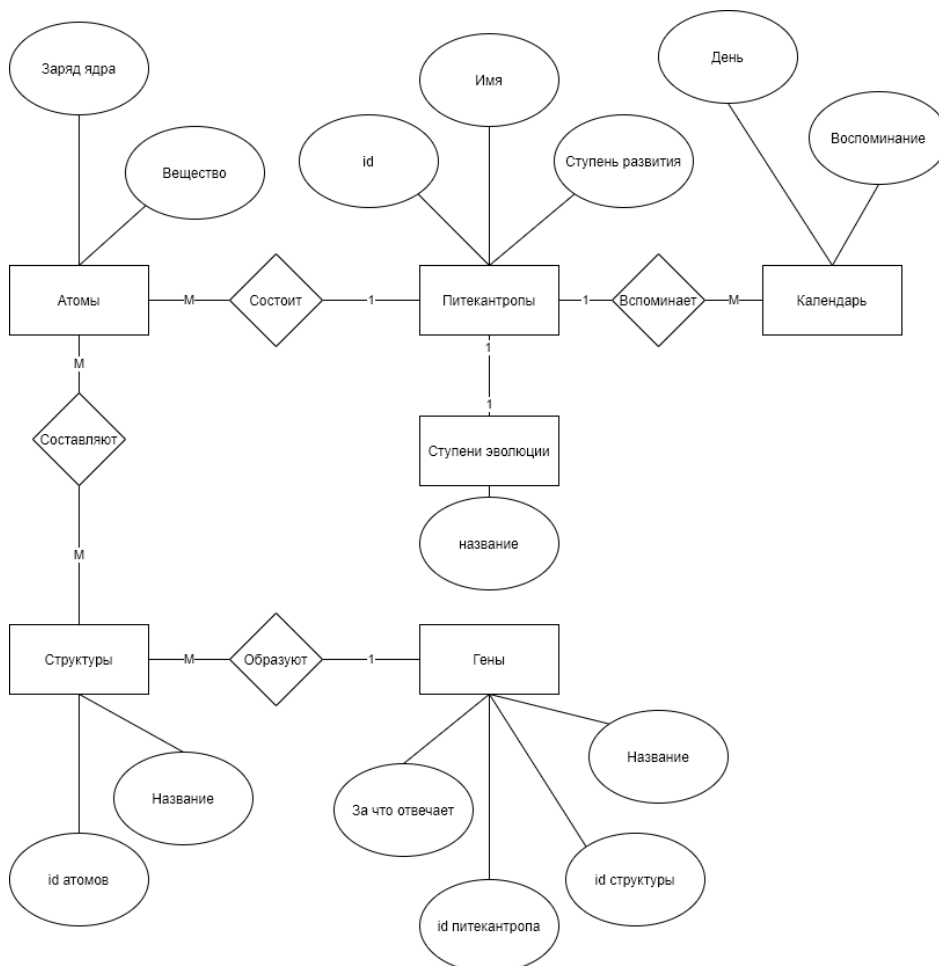 Заряд ядра
Имя
День
Воспоминание
id
Ступень развития
Вещество
Атомы
М
Состоит
1
Питекантропы
1
Вспоминает
М
Календарь
М
1
Составляют
1
Ступени эволюции
название
М
Структуры
М
Образуют
1
Гены
Название
Название
За что отвечает
id атомов
id структуры
id питекантропа